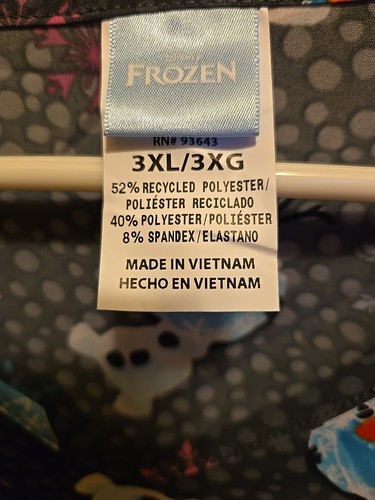 Disney
FROZEN
RN# 93643
3XL/3XG
52% RECYCLED POLYESTER/
POLIÉSTER RECICLADO
40% POLYESTER/POLIÉSTER
8% SPANDEX/ELASTANO
MADE IN VIETNAM
HECHO EN VIETNAM